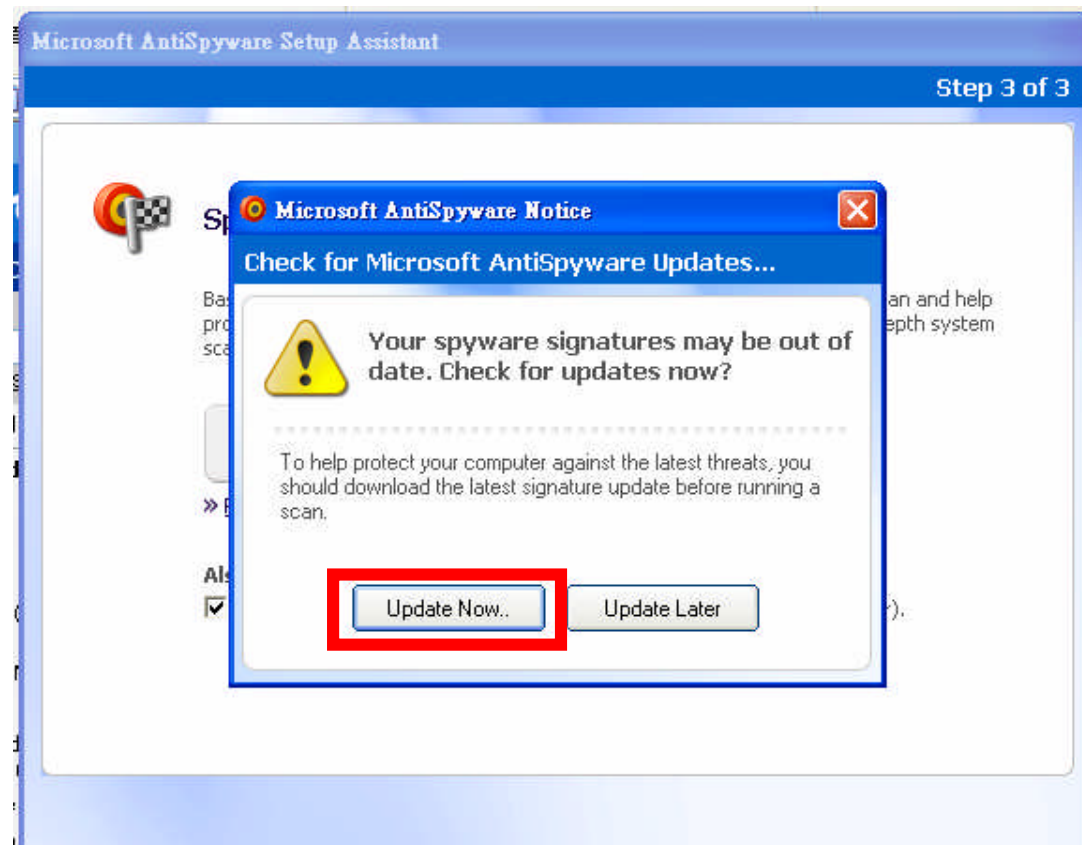 Microsoft AntiSpyware Setup Assistant
Step 3 of 3
Microsoft AntiSpyware Notice
Check for Microsoft AntiSpyware Updates...
an and help
epth system
Your spyware signatures may be out of
date. Check for updates now?
To help protect your computer against the latest threats, you
should download the latest signature update before running a
scan.
Update Now..
Update Later